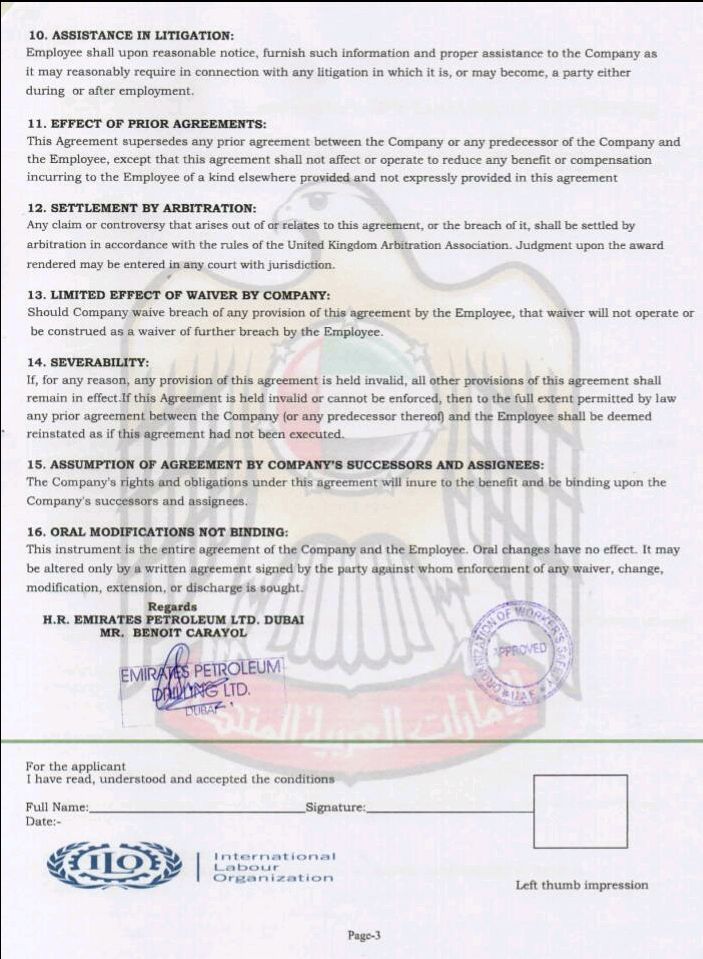 10. ASSISTANCE IN LITIGATION:
Employee shall upon reasonable notice, furnish such information and proper assistance to the Company as
it may reasonably require in connection with any litigation in which it is, or may become, a party either
during or after employment.
11. EFFECT OF PRIOR AGREEMENTS:
This Agreement supersedes any prior agreement between the Company or any predecessor of the Company and
the Employee, except that this agreement shall not affect or operate to reduce any benefit or compensation
incurring to the Employee of a kind elsewhere provided and not expressly provided in this agreement
12. SETTLEMENT BY ARBITRATION:
Any claim or controversy that arises out of or relates to this agreement, or the breach of it, shall be settled by
arbitration in accordance with the rules of the United Kingdom Arbitration Association. Judgment upon the award
rendered may be entered in any court with jurisdiction.
13. LIMITED EFFECT OF WAIVER BY COMPANY:
Should Company waive breach of any provision of this agreement by the Employee, that waiver will not operate or
be construed as a waiver of further breach by the Employee.
14. SEVERABILITY:
If, for any reason, any provision of this agreement is held invalid, all other provisions of this agreement shall
remain in effect.If this Agreement is held invalid or cannot be enforced, then to the full extent permitted by law
any prior agreement between the Company (or any predecessor thereof) and the Employee shall be deemed
reinstated as if this agreement had not been executed.
15. ASSUMPTION OF AGREEMENT BY COMPANY'S SUCCESSORS AND ASSIGNEES:
The Company's rights and obligations under this agreement will inure to the benefit and be binding upon the
Company's successors and assignees.
16. ORAL MODIFICATIONS NOT BINDING:
This instrument is the entire agreement of the Company and the Employee. Oral changes have no effect. It may
be altered only by a written agreement signed by the party against whom enforcement of any waiver, change,
modification, extension, or discharge is sought.
Regards
H.R. EMIRATES PETROLEUM LTD. DUBAI
MR. BENOIT CARAYOL
EMIRATES PETROLEUM
DRILLING LTD.
DUBAI
ORGANIZATION OF WORKER'S SAFETY
APPROVED
UAE
الإمارات العربية المتحدة
For the applicant
I have read, understood and accepted the conditions
Full Name:_______________ Signature:_______________
Date:-
ILO
International
Labour
Organization
Left thumb impression
Page-3